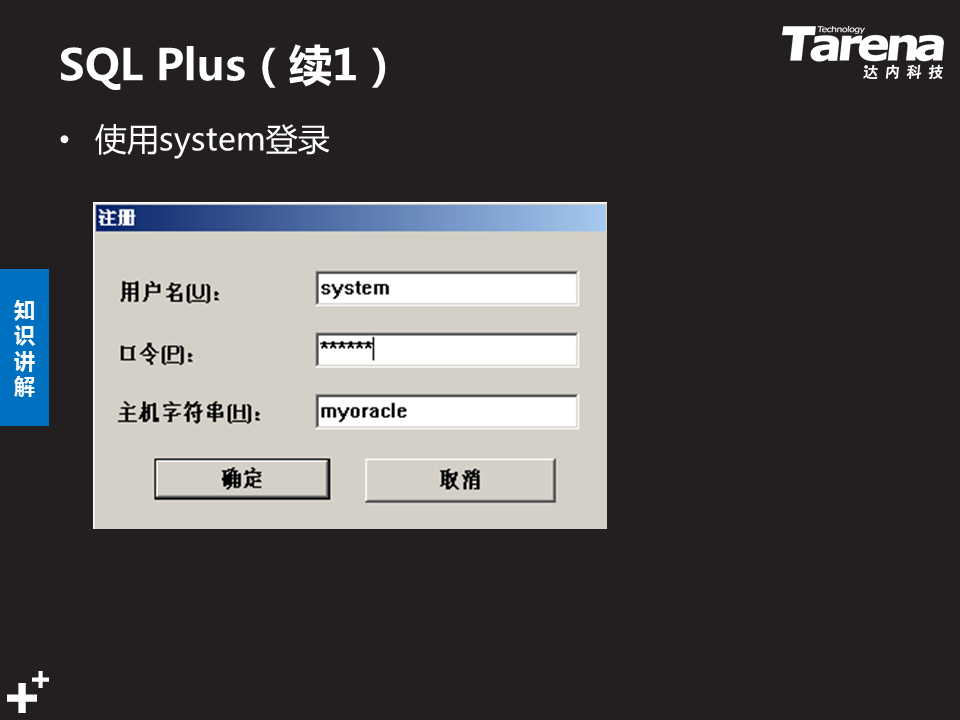 SQL Plus（续1）
Technology
Tarena
达内科技
• 使用system登录
注册
用户名(U):
system
口令(P):
******
主机字符串(H):
myoracle
确定
取消
知识讲解